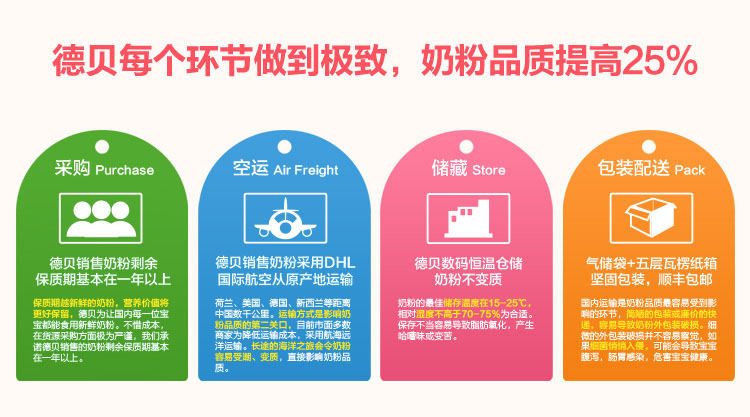 德贝每个环节做到极致，奶粉品质提高25%
采购 Purchase
德贝销售奶粉剩余
保质期基本在一年以上
保质期越新鲜的奶粉，营养价值将
更好保留，德贝为让国内每一位宝
宝都能食用新鲜奶粉。不惜成本，
在货源采购方面极为严谨，我们承
诺德贝销售的奶粉剩余保质期基本
在一年以上。
空运 Air Freight
德贝销售奶粉采用DHL
国际航空从原产地运输
荷兰、美国、德国、新西兰等距离
中国数千公里。运输方式是影响奶
粉品质的第二关口，目前市面多数
商家为降低运输成本，采用航海远
洋运输。长途的海洋之旅会令奶粉
容易受潮、变质，直接影响奶粉品
质。
储藏 Store
德贝数码恒温仓储
奶粉不变质
奶粉的最佳储存温度在15-25℃，
相对湿度不高于70-75%为合适。
保存不当容易导致脂肪氧化，产生
哈嗜味或变苦。
包装配送 Pack
气储袋+五层瓦楞纸箱
坚固包装，顺丰包邮
国内运输是奶粉品质最容易受到影
响的环节，简陋的包装或廉价的快
递，容易导致奶粉外包装破损。细
微的外包装破损并不容易察觉，如
果细菌悄悄入侵，可能会导致宝宝
腹泻，肠胃感染，危害宝宝健康。